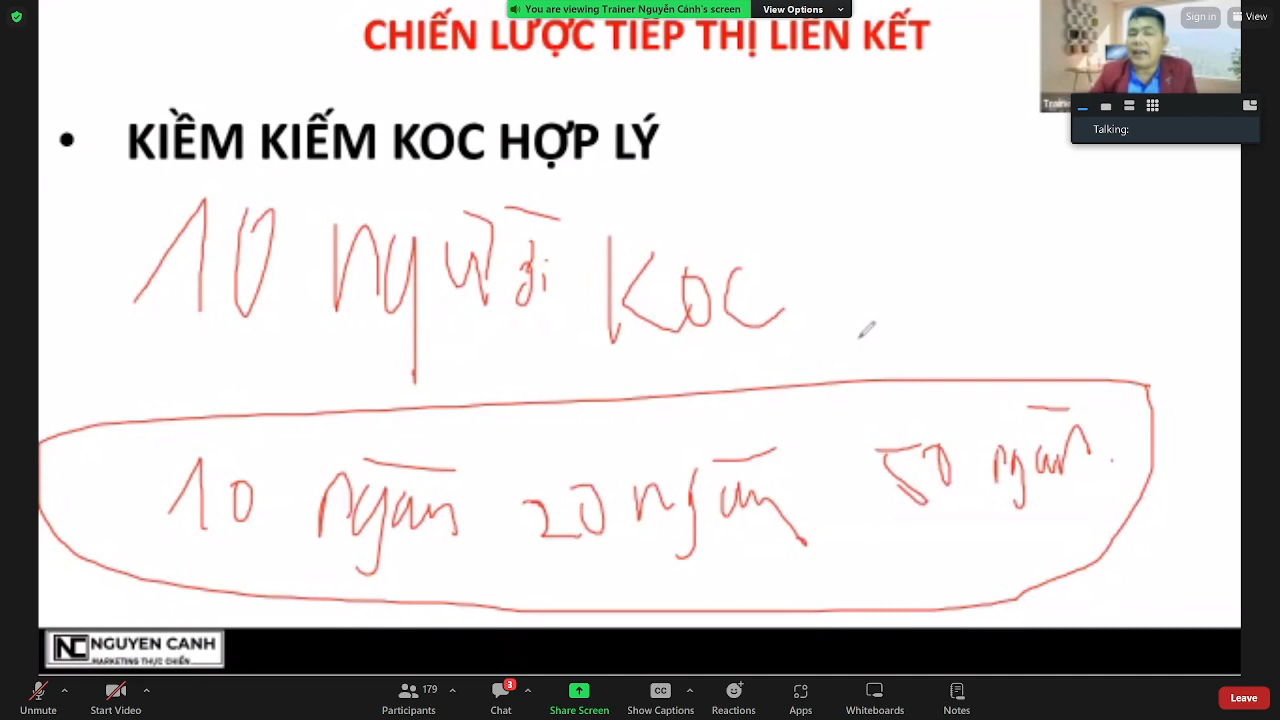 You are viewing Trainer Nguyễn Cảnh's screen
View Options
Sign in
View
CHIẾN LƯỢC TIẾP THỊ LIÊN KẾT
Talking:
• KIỀM KIẾM KOC HỢP LÝ
10 người KOC
10 ngàn 20 ngàn 50 ngàn.
NC NGUYEN CANH
MARKETING THỰC CHIẾN
Unmute
Start Video
179
Participants
3
Chat
Share Screen
CC
Show Captions
Reactions
Apps
Whiteboards
Notes
Leave